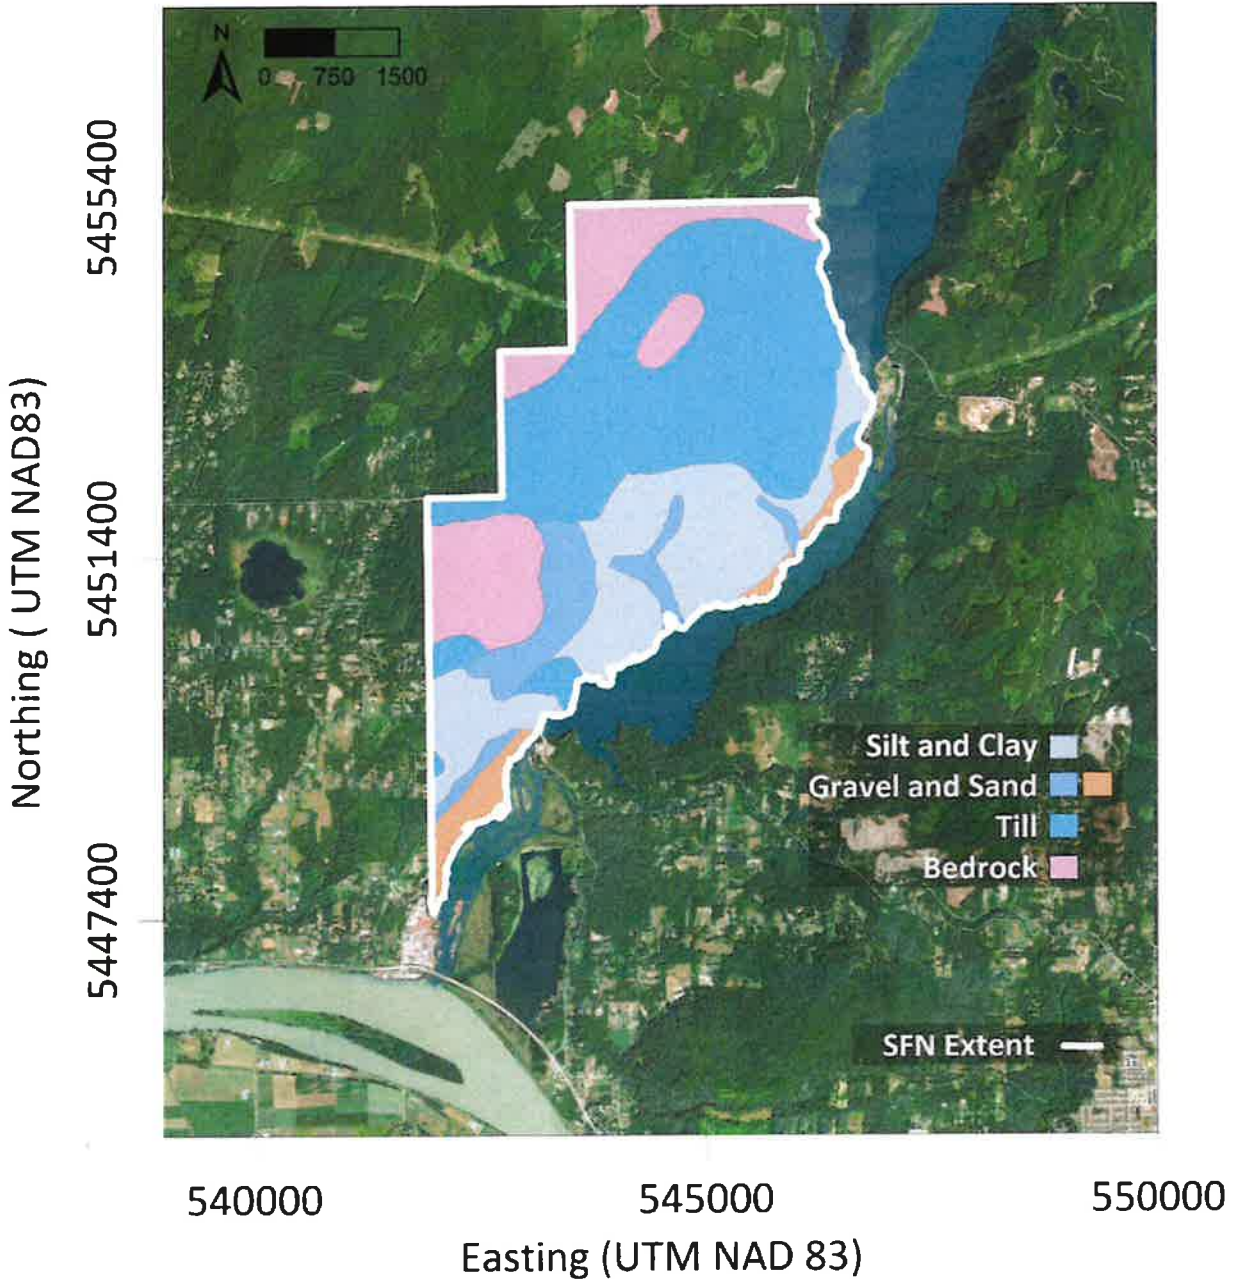 N
0 750 1500
5455400
5451400
5447400
Northing ( UTM NAD83)
Silt and Clay
Gravel and Sand
Till
Bedrock
SFN Extent
540000 545000 550000
Easting (UTM NAD 83)